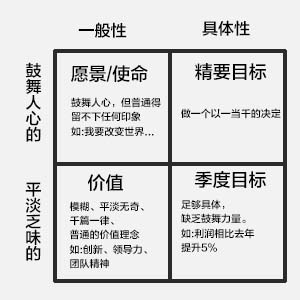 一般性
具体性
鼓舞人心的
愿景/使命
鼓舞人心，但普通得
留不下任何印象
如:我要改变世界...
精要目标
做一个以一当千的决定
平淡乏味的
价值
模糊、平淡无奇、
千篇一律、
普通的价值理念
如:创新、领导力、
团队精神
季度目标
足够具体，
缺乏鼓舞力量。
如:利润相比去年
提升5%